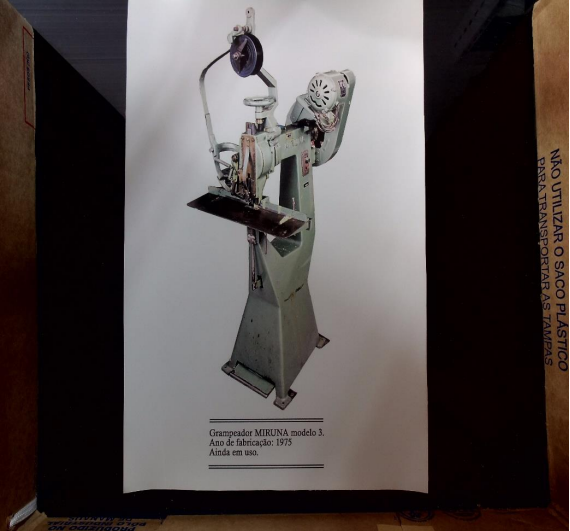 Grampeador MIRUNA modelo 3.
Ano de fabricação: 1975
Ainda em uso.
NÃO UTILIZAR O SACO PLÁSTICO
PARA TRANSPORTAR AS TAMPAS